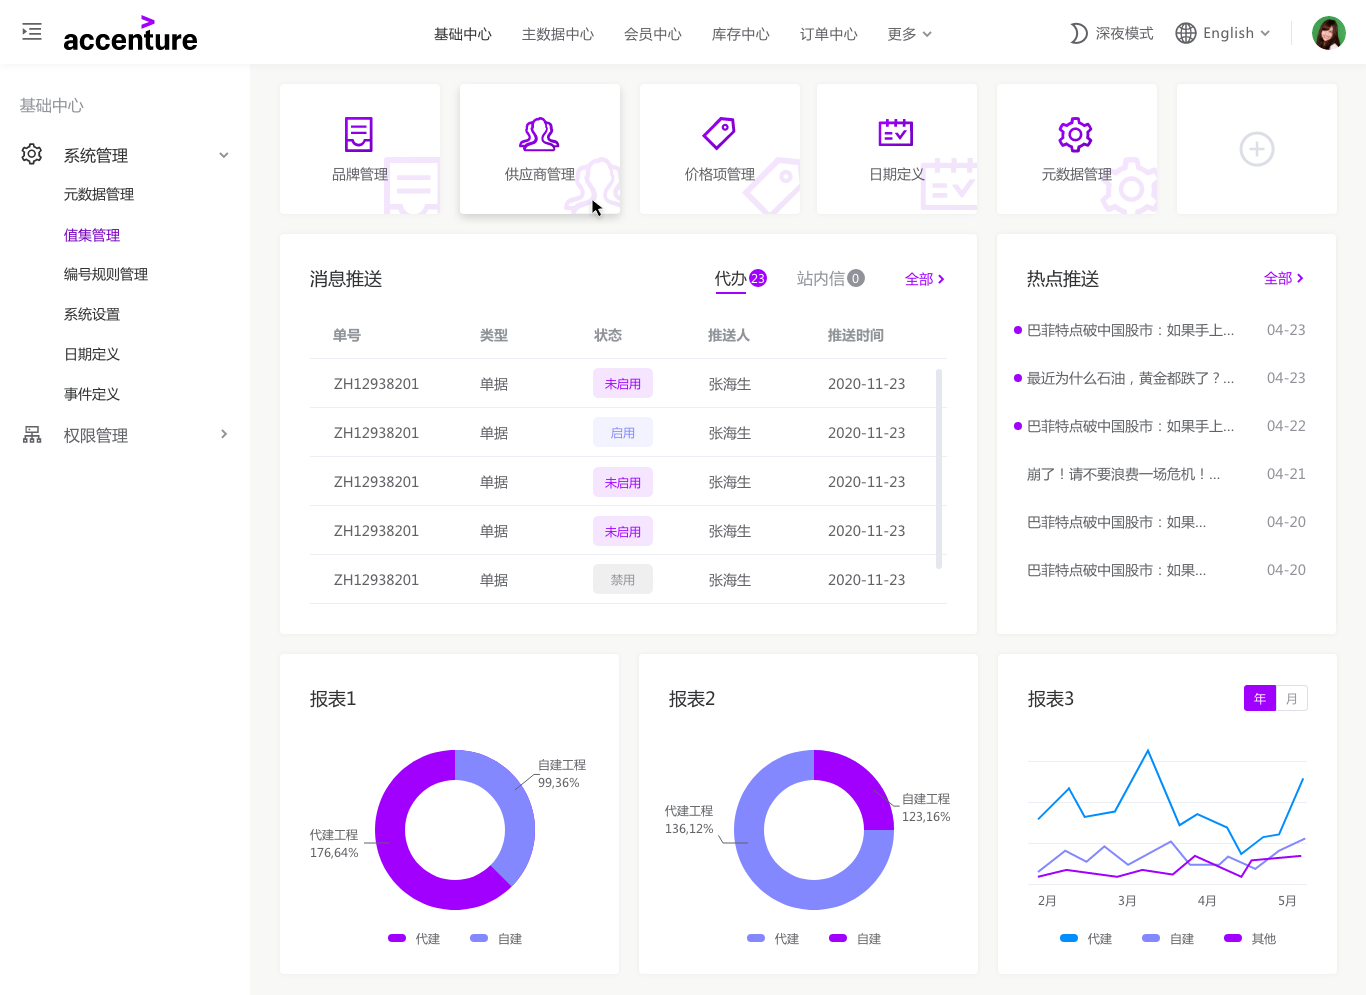 accenture
基础中心
主数据中心
会员中心
库存中心
订单中心
更多
深夜模式
English
基础中心
系统管理
元数据管理
值集管理
编号规则管理
系统设置
日期定义
事件定义
权限管理
品牌管理
供应商管理
价格项管理
日期定义
元数据管理
消息推送
代办 23
站内信 0
全部
单号 类型 状态 推送人 推送时间
ZH12938201 单据 未启用 张海生 2020-11-23
ZH12938201 单据 启用 张海生 2020-11-23
ZH12938201 单据 未启用 张海生 2020-11-23
ZH12938201 单据 未启用 张海生 2020-11-23
ZH12938201 单据 禁用 张海生 2020-11-23
热点推送
全部
巴菲特点破中国股市：如果手上... 04-23
最近为什么石油，黄金都跌了？... 04-23
巴菲特点破中国股市：如果手上... 04-22
崩了！请不要浪费一场危机！... 04-21
巴菲特点破中国股市：如果... 04-20
巴菲特点破中国股市：如果... 04-20
报表1
自建工程
99,36%
代建工程
176,64%
代建
自建
报表2
自建工程
123,16%
代建工程
136,12%
代建
自建
报表3
年
月
2月 3月 4月 5月
代建
自建
其他